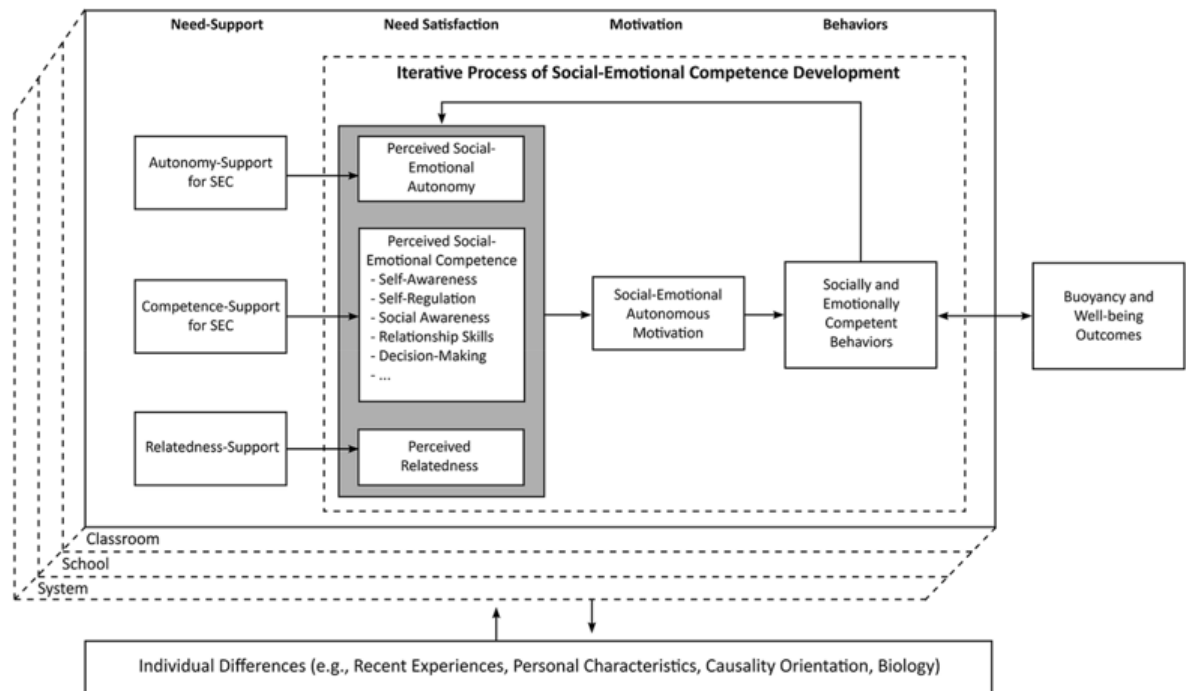 Need-Support
Need Satisfaction
Motivation
Behaviors
Iterative Process of Social-Emotional Competence Development
Autonomy-Support
for SEC
Perceived Social-
Emotional
Autonomy
Competence-Support
for SEC
Perceived Social-
Emotional Competence
- Self-Awareness
- Self-Regulation
- Social Awareness
- Relationship Skills
- Decision-Making
- ...
Social-Emotional
Autonomous
Motivation
Socially and
Emotionally
Competent
Behaviors
Buoyancy and
Well-being
Outcomes
Relatedness-Support
Perceived
Relatedness
Classroom
School
System
Individual Differences (e.g., Recent Experiences, Personal Characteristics, Causality Orientation, Biology)